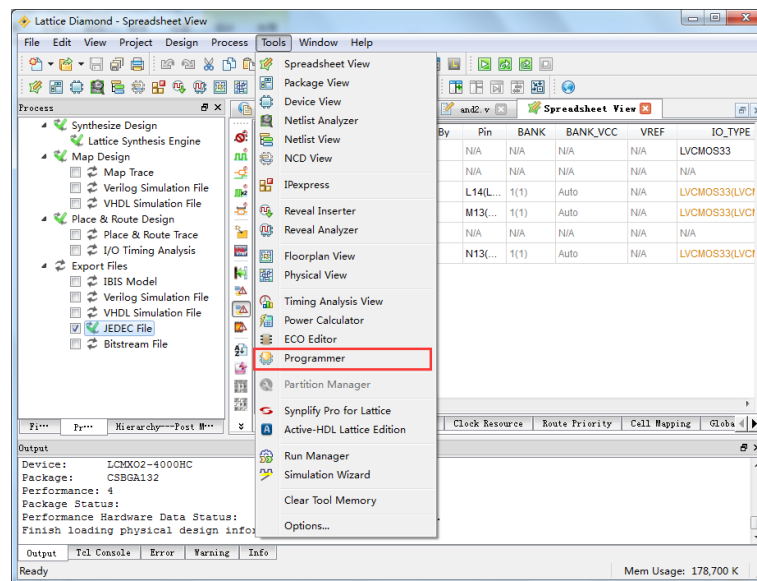 Lattice Diamond - Spreadsheet View
File Edit View Project Design Process Tools Window Help
Process
Synthesize Design
Lattice Synthesis Engine
Map Design
Map Trace
Verilog Simulation File
VHDL Simulation File
Place & Route Design
Place & Route Trace
I/O Timing Analysis
Export Files
IBIS Model
Verilog Simulation File
VHDL Simulation File
JEDEC File
Bitstream File
Spreadsheet View
Package View
Device View
Netlist Analyzer
Netlist View
NCD View
IPexpress
Reveal Inserter
Reveal Analyzer
Floorplan View
Physical View
Timing Analysis View
Power Calculator
ECO Editor
Programmer
Partition Manager
Synplify Pro for Lattice
Active-HDL Lattice Edition
Run Manager
Simulation Wizard
Clear Tool Memory
Options...
and2.v Spreadsheet View
By Pin BANK BANK_VCC VREF IO_TYPE
N/A N/A N/A N/A LVCMOS33
N/A N/A N/A N/A N/A
L14(L... 1(1) Auto N/A LVCMOS33(LVCM
M13(... 1(1) Auto N/A LVCMOS33(LVCM
N/A N/A N/A N/A N/A
N13(... 1(1) Auto N/A LVCMOS33(LVCM
Fi... Pr... Hierarchy---Post M...
Clock Resource Route Priority Cell Mapping Globa
Output
Device: LCMXO2-4000HC
Package: CSBGA132
Performance: 4
Package Status:
Performance Hardware Data Status:
Finish loading physical design infor
Output Tcl Console Error Warning Info
Ready Mem Usage: 178,700 K